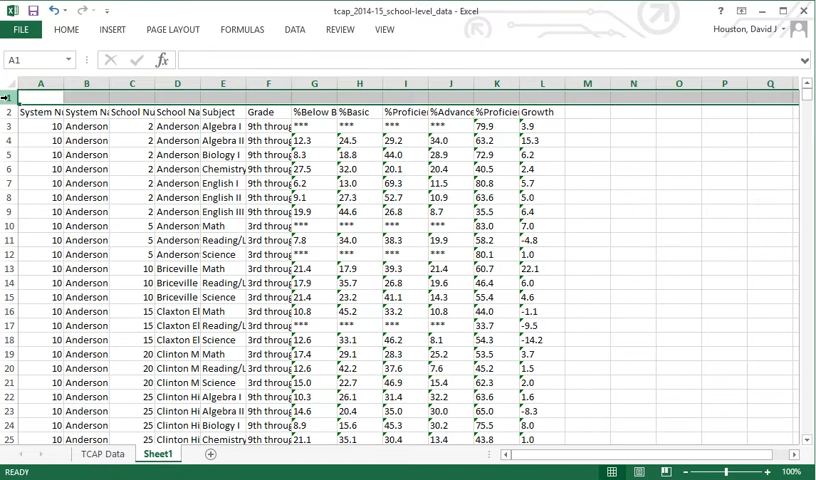 tcap_2014-15_school-level_data - Excel
FILE HOME INSERT PAGE LAYOUT FORMULAS DATA REVIEW VIEW Houston, David J
A1
A B C D E F G H I J K L M N O P Q
1
2 System Nu System Na School Nu School Na Subject Grade %Below B %Basic %Proficien %Advance %Proficien Growth
3 10 Anderson 2 Anderson Algebra I 9th throug *** *** *** *** 79.9 3.9
4 10 Anderson 2 Anderson Algebra II 9th throug 12.3 24.5 29.2 34.0 63.2 15.3
5 10 Anderson 2 Anderson Biology I 9th throug 8.3 18.8 44.0 28.9 72.9 6.2
6 10 Anderson 2 Anderson Chemistry 9th throug 27.5 32.0 20.1 20.4 40.5 2.4
7 10 Anderson 2 Anderson English I 9th throug 6.2 13.0 69.3 11.5 80.8 5.7
8 10 Anderson 2 Anderson English II 9th throug 9.1 27.3 52.7 10.9 63.6 5.0
9 10 Anderson 2 Anderson English III 9th throug 19.9 44.6 26.8 8.7 35.5 6.4
10 10 Anderson 5 Anderson Math 3rd throug *** *** *** *** 83.0 7.0
11 10 Anderson 5 Anderson Reading/L 3rd throug 7.8 34.0 38.3 19.9 58.2 -4.8
12 10 Anderson 5 Anderson Science 3rd throug *** *** *** *** 80.1 1.0
13 10 Anderson 10 Briceville Math 3rd throug 21.4 17.9 39.3 21.4 60.7 22.1
14 10 Anderson 10 Briceville Reading/L 3rd throug 17.9 35.7 26.8 19.6 46.4 6.0
15 10 Anderson 10 Briceville Science 3rd throug 21.4 23.2 41.1 14.3 55.4 4.6
16 10 Anderson 15 Claxton El Math 3rd throug 10.8 45.2 33.2 10.8 44.0 -1.1
17 10 Anderson 15 Claxton El Reading/L 3rd throug *** *** *** *** 33.7 -9.5
18 10 Anderson 15 Claxton El Science 3rd throug 12.6 33.1 46.2 8.1 54.3 -14.2
19 10 Anderson 20 Clinton M Math 3rd throug 17.4 29.1 28.3 25.2 53.5 3.7
20 10 Anderson 20 Clinton M Reading/L 3rd throug 12.6 42.2 37.6 7.6 45.2 1.5
21 10 Anderson 20 Clinton M Science 3rd throug 15.0 22.7 46.9 15.4 62.3 2.0
22 10 Anderson 25 Clinton Hi Algebra I 9th throug 10.3 26.1 31.4 32.2 63.6 1.6
23 10 Anderson 25 Clinton Hi Algebra II 9th throug 14.6 20.4 35.0 30.0 65.0 -8.3
24 10 Anderson 25 Clinton Hi Biology I 9th throug 8.9 15.6 45.3 30.2 75.5 8.0
25 10 Anderson 25 Clinton Hi Chemistry 9th throug 21.1 35.1 30.4 13.4 43.8 1.0
TCAP Data Sheet1
READY 100%